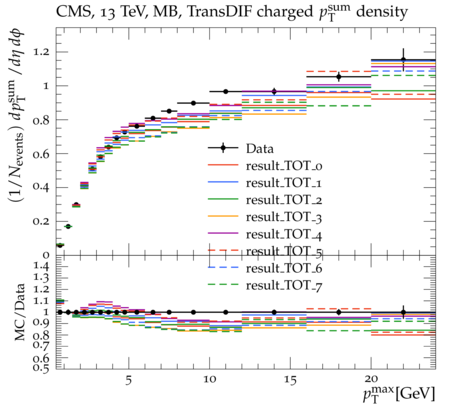 CMS, 13 TeV, MB, TransDIF charged p_T^sum density
(1/N_events) dp_T^sum / dη dϕ
1.2
1
0.8
0.6
0.4
0.2
0
Data
result_TOT_0
result_TOT_1
result_TOT_2
result_TOT_3
result_TOT_4
result_TOT_5
result_TOT_6
result_TOT_7
MC/Data
1.4
1.3
1.2
1.1
1
0.9
0.8
0.7
0.6
0.5
5 10 15 20
p_T^max[GeV]